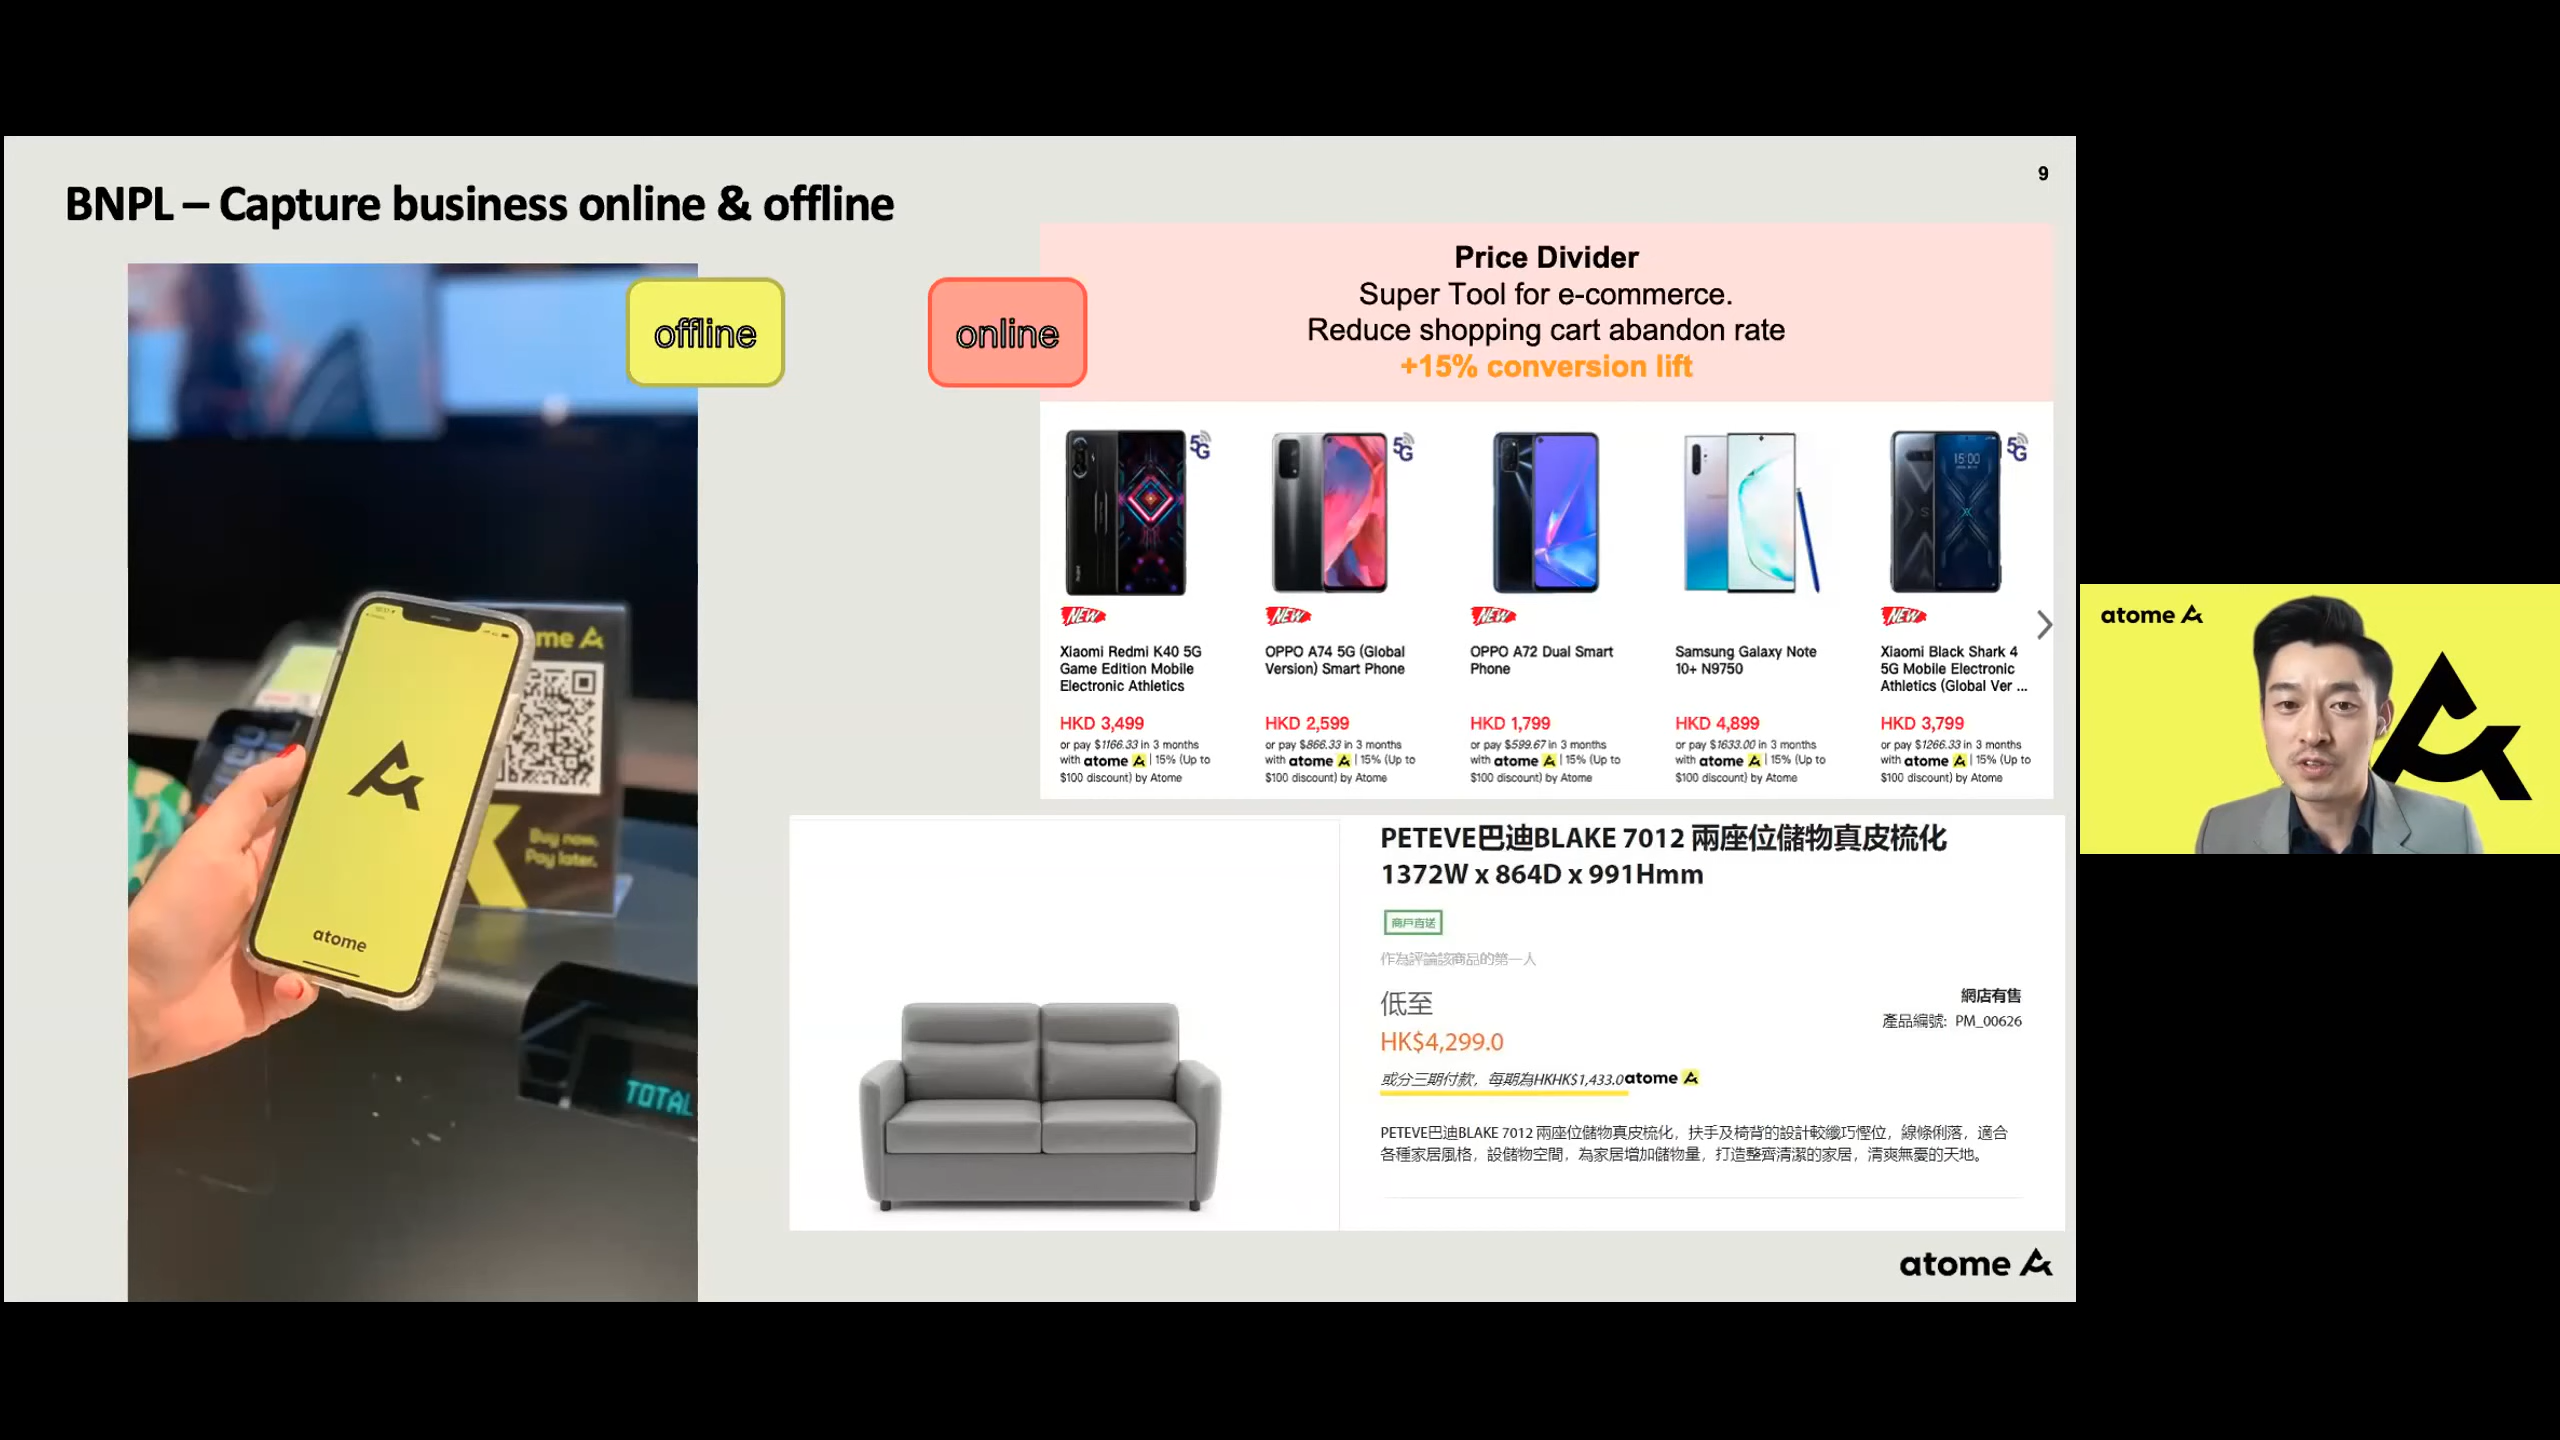 9
BNPL – Capture business online & offline
offline
online
Price Divider
Super Tool for e-commerce.
Reduce shopping cart abandon rate
+15% conversion lift
5G
5G
5G
15:00
NEW
NEW
NEW
NEW
Xiaomi Redmi K40 5G
Game Edition Mobile
Electronic Athletics
HKD 3,499
or pay $1166.33 in 3 months
with atome | 15% (Up to
$100 discount) by Atome
OPPO A74 5G (Global
Version) Smart Phone
HKD 2,599
or pay $866.33 in 3 months
with atome | 15% (Up to
$100 discount) by Atome
OPPO A72 Dual Smart
Phone
HKD 1,799
or pay $599.67 in 3 months
with atome | 15% (Up to
$100 discount) by Atome
Samsung Galaxy Note
10+ N9750
HKD 4,899
or pay $1633.00 in 3 months
with atome | 15% (Up to
$100 discount) by Atome
Xiaomi Black Shark 4
5G Mobile Electronic
Athletics (Global Ver ...
HKD 3,799
or pay $1266.33 in 3 months
with atome | 15% (Up to
$100 discount) by Atome
me
Buy now.
Pay later.
atome
TOTAL
PETEVE巴迪BLAKE 7012 兩座位儲物真皮梳化
1372W x 864D x 991Hmm
商戶直送
作為評論該商品的第一人
低至
網店有售
HK$4,299.0
產品編號: PM_00626
或分三期付款，每期為HKHK$1,433.0atome
PETEVE巴迪BLAKE 7012 兩座位儲物真皮梳化，扶手及椅背的設計較纖巧慳位，線條俐落，適合
各種家居風格，設儲物空間，為家居增加儲物量，打造整齊清潔的家居，清爽無憂的天地。
atome
atome